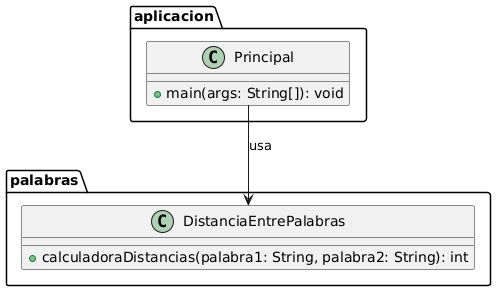 aplicacion
C Principal
main(args: String[]): void
usa
palabras
C DistanciaEntrePalabras
calculadoraDistancias(palabra1: String, palabra2: String): int